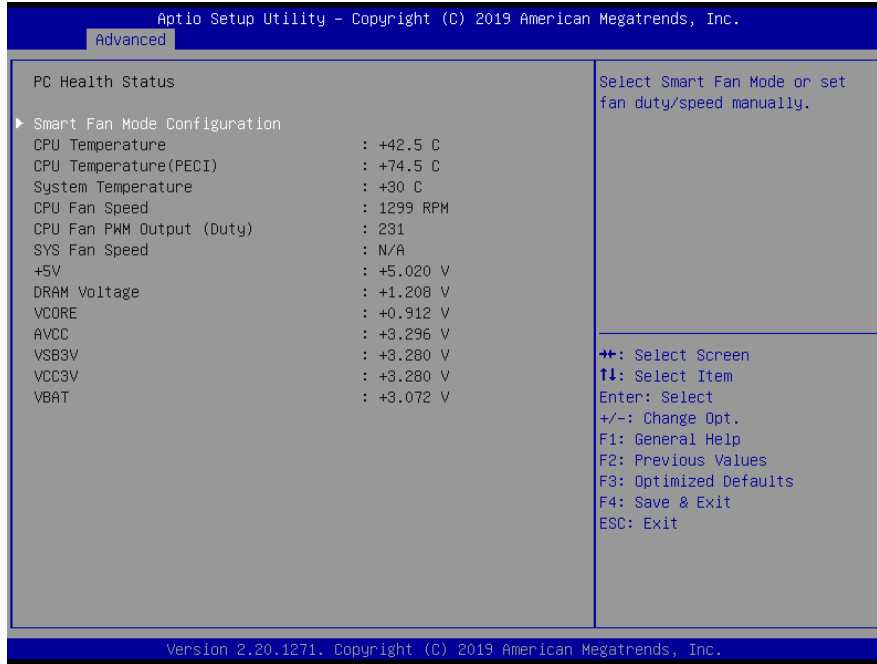 Aptio Setup Utility – Copyright (C) 2019 American Megatrends, Inc.
Advanced
PC Health Status
Smart Fan Mode Configuration
CPU Temperature : +42.5 C
CPU Temperature(PECI) : +74.5 C
System Temperature : +30 C
CPU Fan Speed : 1299 RPM
CPU Fan PWM Output (Duty) : 231
SYS Fan Speed : N/A
+5V : +5.020 V
DRAM Voltage : +1.208 V
VCORE : +0.912 V
AVCC : +3.296 V
VSB3V : +3.280 V
VCC3V : +3.280 V
VBAT : +3.072 V
Select Smart Fan Mode or set
fan duty/speed manually.
→←: Select Screen
↑↓: Select Item
Enter: Select
+/-: Change Opt.
F1: General Help
F2: Previous Values
F3: Optimized Defaults
F4: Save & Exit
ESC: Exit
Version 2.20.1271. Copyright (C) 2019 American Megatrends, Inc.